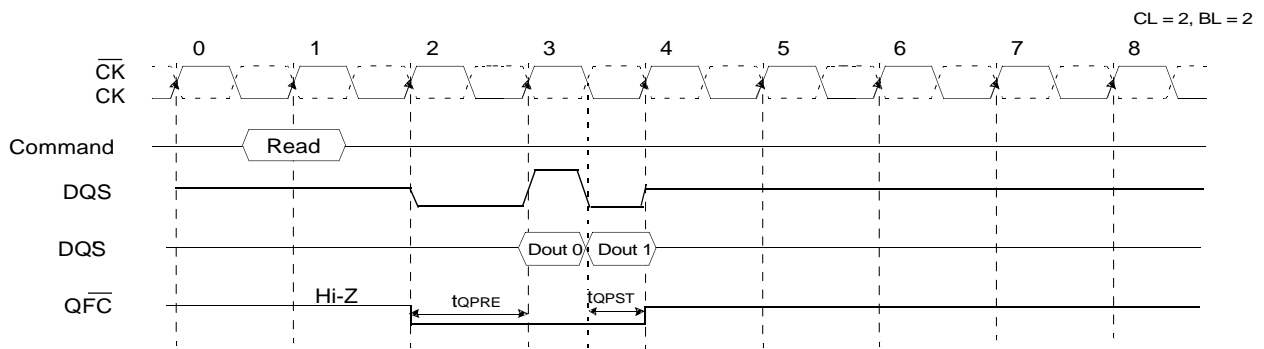 CL = 2, BL = 2
0 1 2 3 4 5 6 7 8
CK
CK
Command Read
DQS
DQS Dout 0 Dout 1
QFC Hi-Z tQPRE tQPST